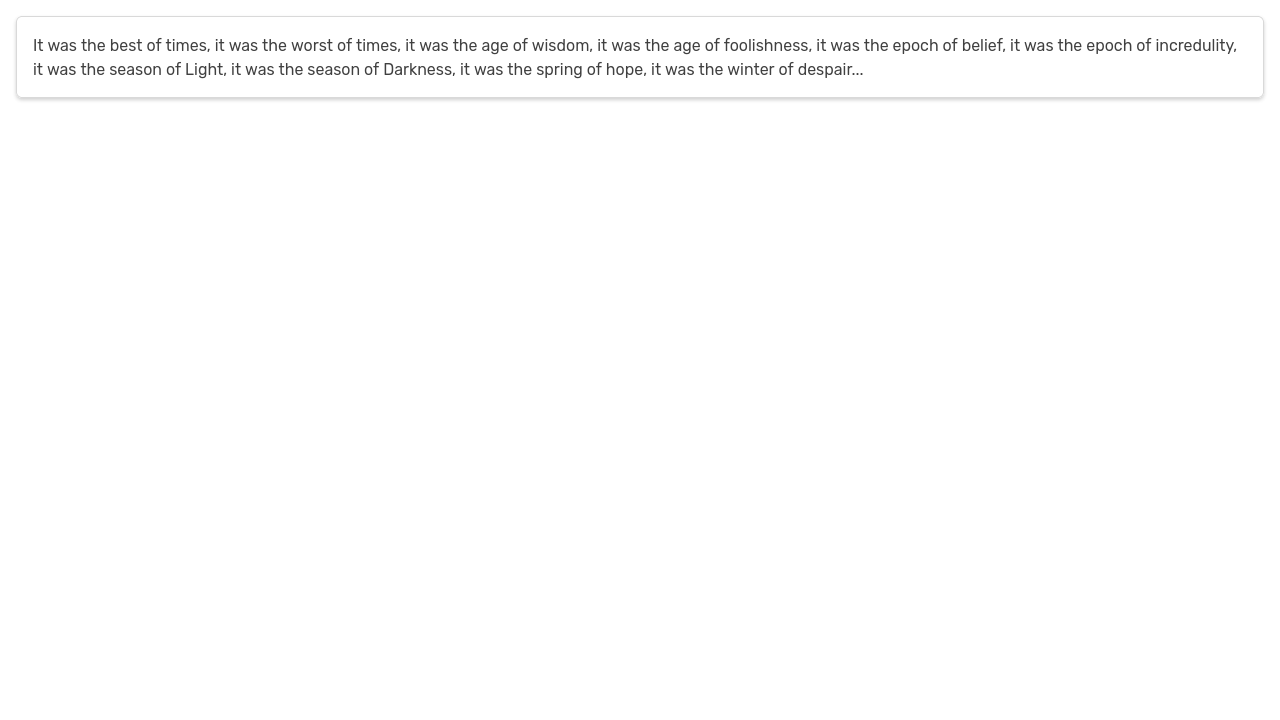 It was the best of times, it was the worst of times, it was the age of wisdom, it was the age of foolishness, it was the epoch of belief, it was the epoch of incredulity,
it was the season of Light, it was the season of Darkness, it was the spring of hope, it was the winter of despair...